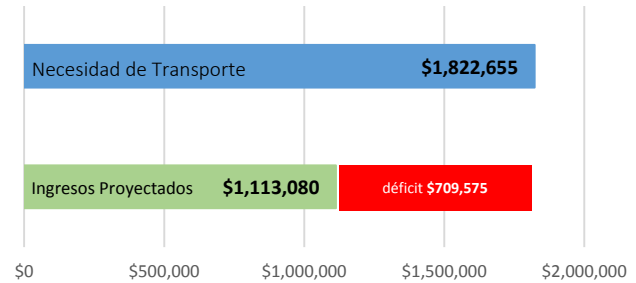 Necesidad de Transporte $1,822,655
Ingresos Proyectados $1,113,080 déficit $709,575
$0 $500,000 $1,000,000 $1,500,000 $2,000,000